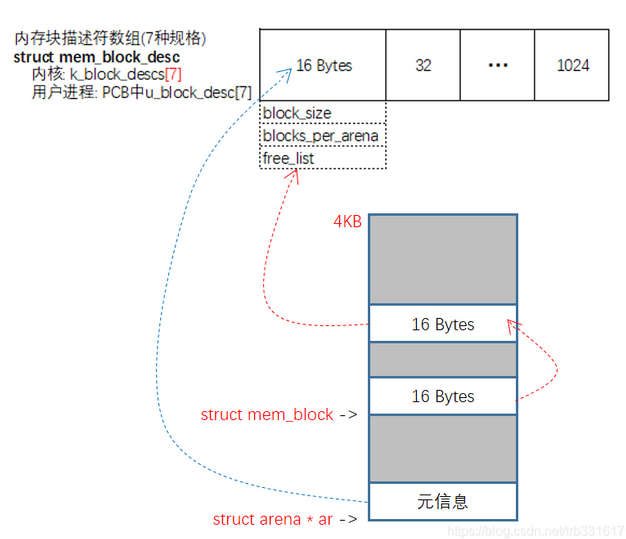 内存块描述符数组(7种规格)
struct mem_block_desc
内核: k_block_descs[7]
用户进程: PCB中u_block_desc[7]
16 Bytes 32 ••• 1024
block_size
blocks_per_arena
free_list
4KB
16 Bytes
16 Bytes
struct mem_block ->
元信息
struct arena * ar ->
https://blog.csdn.net/lrb331617